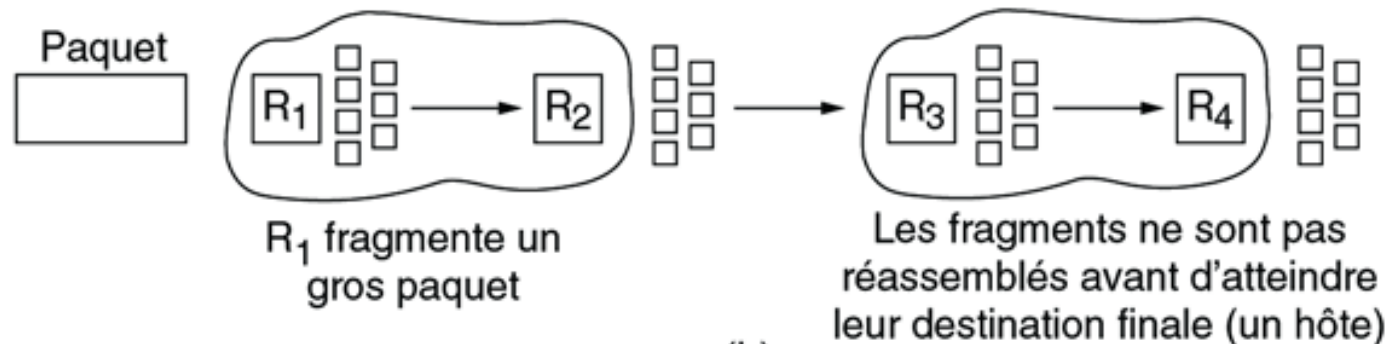 Paquet
R1
R2
R3
R4
R1 fragmente un
gros paquet
Les fragments ne sont pas
réassemblés avant d'atteindre
leur destination finale (un hôte)